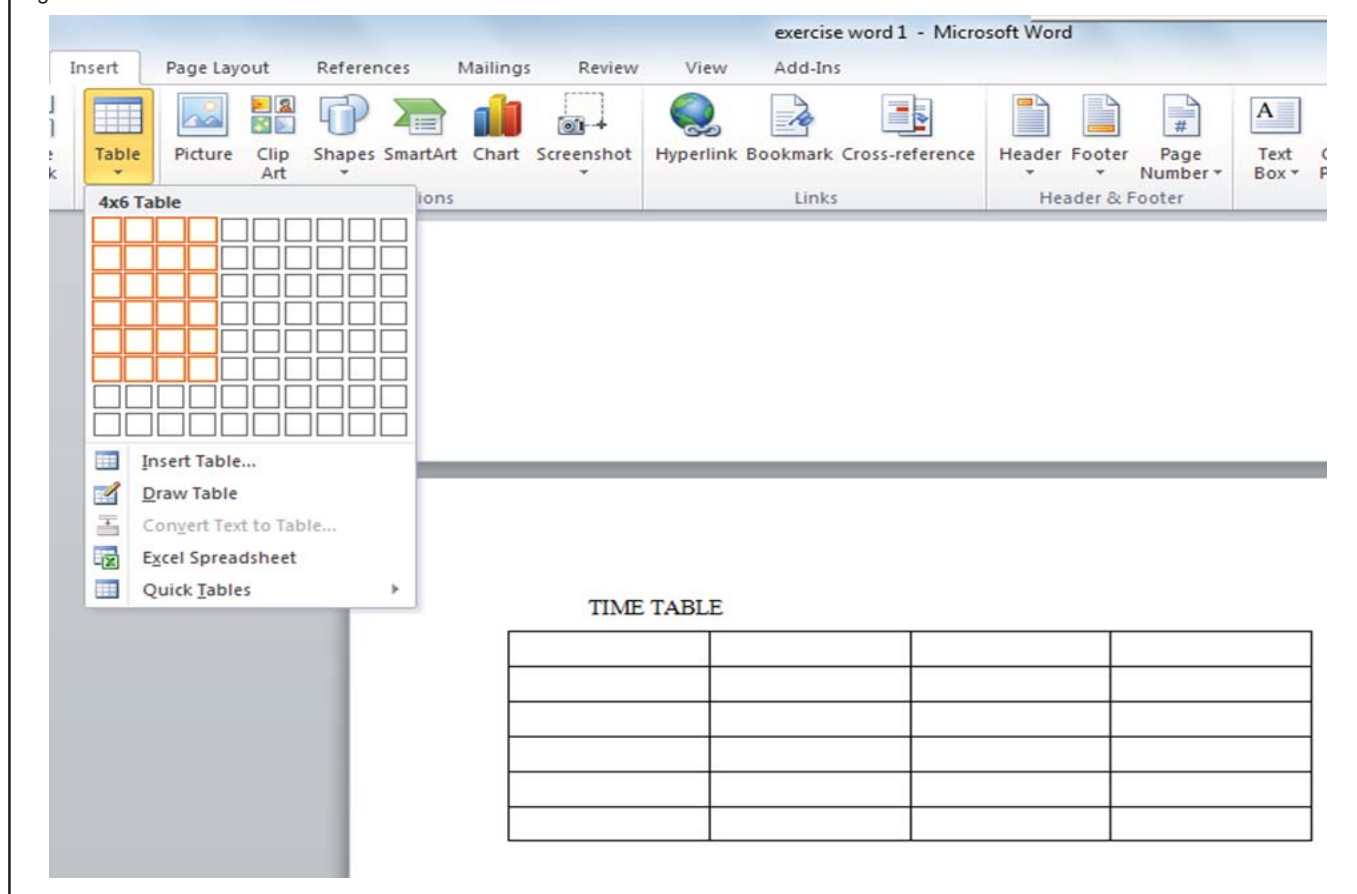 exercise word 1 - Microsoft Word
Insert Page Layout References Mailings Review View Add-Ins
Table Picture Clip Art Shapes SmartArt Chart Screenshot Hyperlink Bookmark Cross-reference Header Footer Page Number Text Box
Links Header & Footer
4x6 Table
Insert Table...
Draw Table
Convert Text to Table...
Excel Spreadsheet
Quick Tables
TIME TABLE